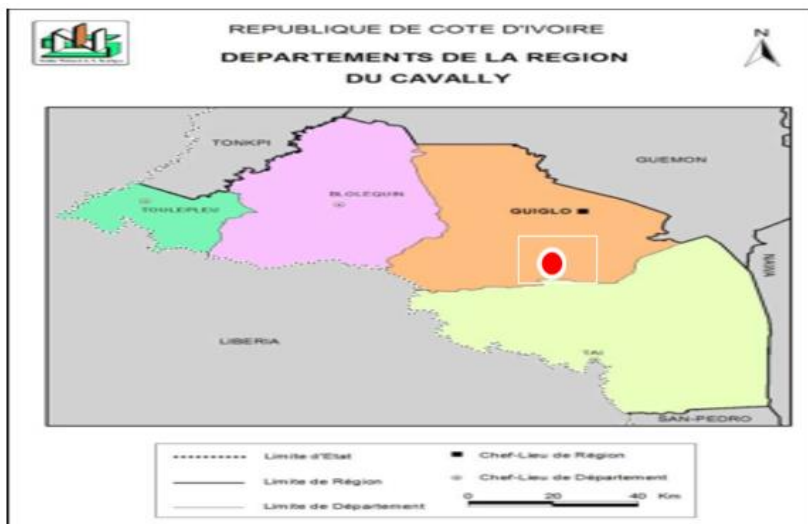 REPUBLIQUE DE COTE D'IVOIRE
DEPARTEMENTS DE LA REGION
DU CAVALLY
N
TONKPI
GUEMON
BLOLEQUIN
TOULEPLEU
GUIGLO
NAWA
LIBERIA
TAI
SAN-PEDRO
Limite d'Etat
Chef-Lieu de Région
Limite de Région
Chef-Lieu de Département
Limite de Département
0 20 40 Km